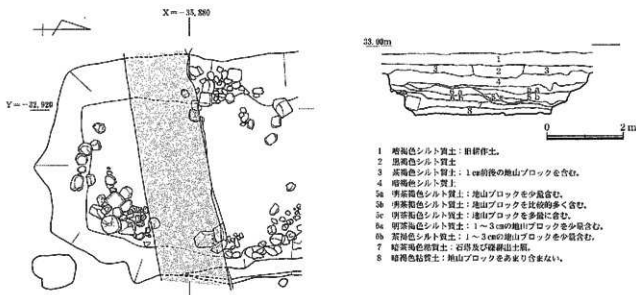 X=-35,880
Y=-32,920
33.00m
1
3
2
3
4
8
0
2 m
1 暗褐色シルト質土：旧耕作土。
2 黒褐色シルト質土
3 茶褐色シルト質土：1cm前後の地山ブロックを含む。
4 暗褐色シルト質土
5a 明茶褐色シルト質土：地山ブロックを少量含む。
5b 明茶褐色シルト質土：地山ブロックを比較的多く含む。
5c 明茶褐色シルト質土：地山ブロックを多量に含む。
6a 明茶褐色シルト質土：1～3cmの地山ブロックを少量含む。
6b 茶褐色シルト質土：1～3cmの地山ブロックを少量含む。
7 暗茶褐色粘質土：石塔及び礫群出土層。
8 暗褐色粘質土：地山ブロックをあまり含まない。